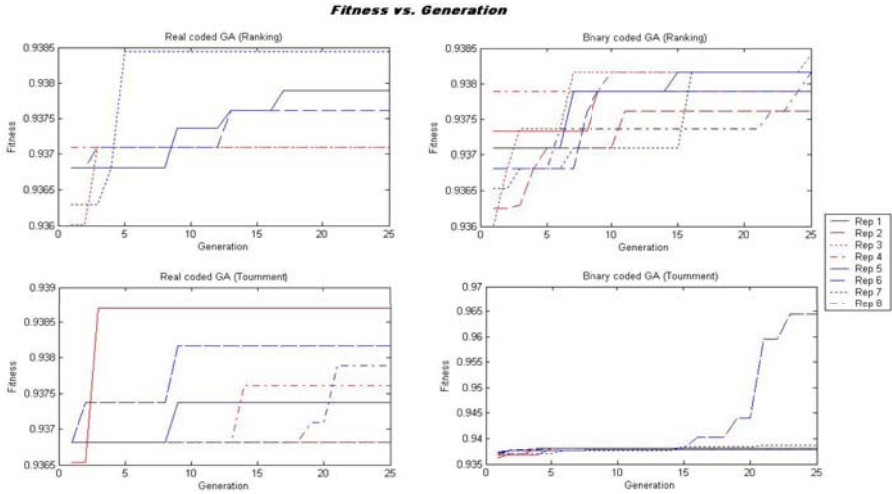 Fitness vs. Generation
Real coded GA (Ranking)
0.9385
0.938
0.9375
0.937
0.9365
0.936
Fitness
0 5 10 15 20 25
Generation
Binary coded GA (Ranking)
0.9385
0.938
0.9375
0.937
0.9365
0.936
Fitness
0 5 10 15 20 25
Generation
Rep 1
Rep 2
Rep 3
Rep 4
Rep 5
Rep 6
Rep 7
Rep 8
Real coded GA (Tournment)
0.939
0.9385
0.938
0.9375
0.937
0.9365
Fitness
0 5 10 15 20 25
Generation
Binary coded GA (Tournment)
0.97
0.965
0.96
0.955
0.95
0.945
0.94
0.935
Fitness
0 5 10 15 20 25
Generation